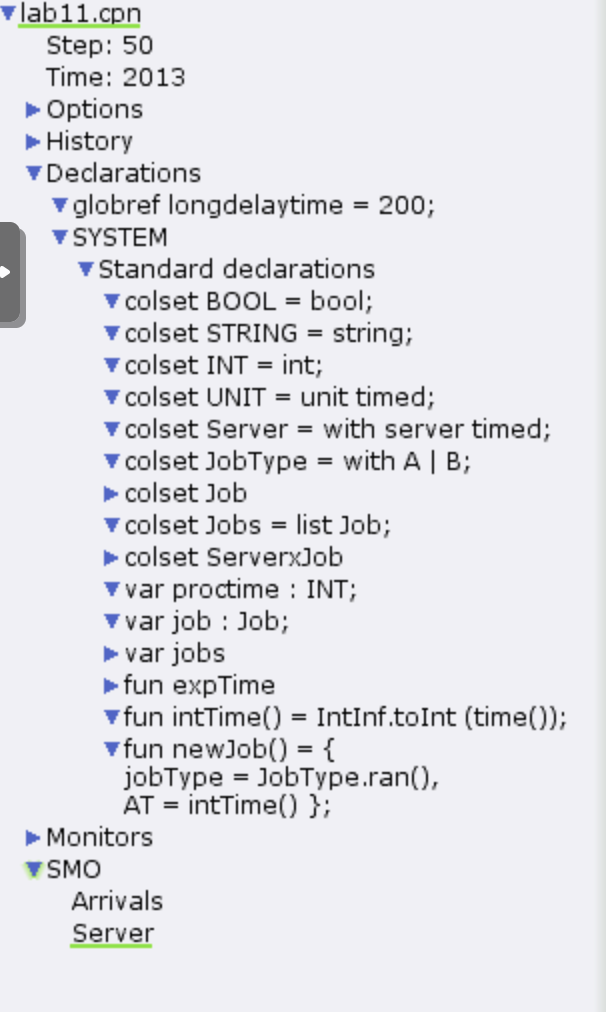 lab11.cpn
Step: 50
Time: 2013
Options
History
Declarations
globref longdelaytime = 200;
SYSTEM
Standard declarations
colset BOOL = bool;
colset STRING = string;
colset INT = int;
colset UNIT = unit timed;
colset Server = with server timed;
colset JobType = with A | B;
colset Job
colset Jobs = list Job;
colset ServerxJob
var proctime : INT;
var job : Job;
var jobs
fun expTime
fun intTime() = IntInf.toInt (time());
fun newJob() = {
jobType = JobType.ran(),
AT = intTime() };
Monitors
SMO
Arrivals
Server